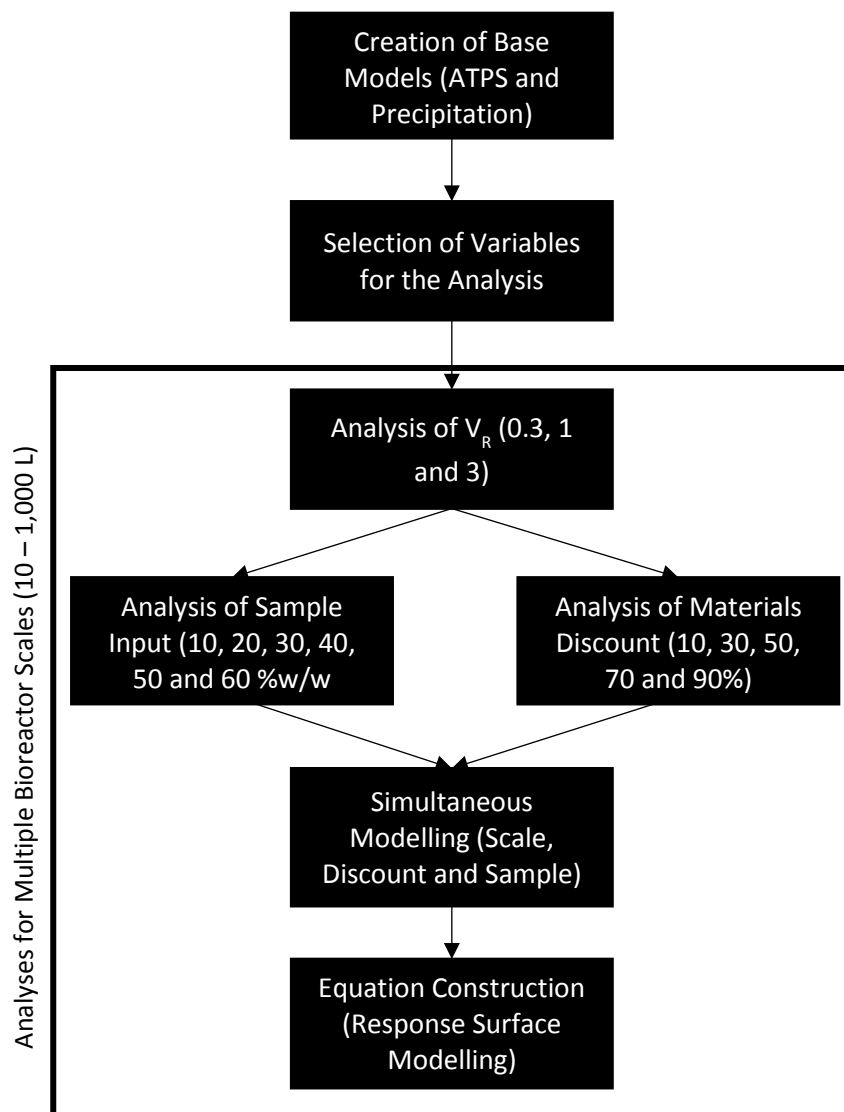 Creation of Base
Models (ATPS and
Precipitation)
Selection of Variables
for the Analysis
Analysis of V_R (0.3, 1
and 3)
Analysis of Sample
Input (10, 20, 30, 40,
50 and 60 %w/w
Analysis of Materials
Discount (10, 30, 50,
70 and 90%)
Simultaneous
Modelling (Scale,
Discount and Sample)
Equation Construction
(Response Surface
Modelling)
Analyses for Multiple Bioreactor Scales (10 – 1,000 L)